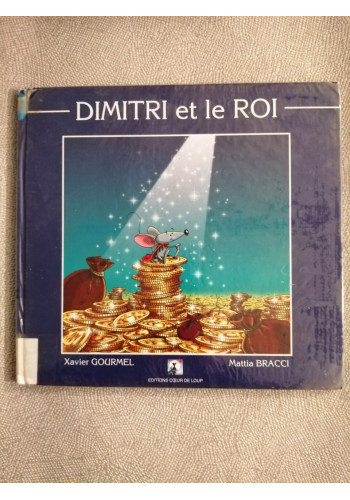 DIMITRI et le ROI
Xavier GOURMEL
Mattia BRACCI
EDITIONS CŒUR DE LOUP